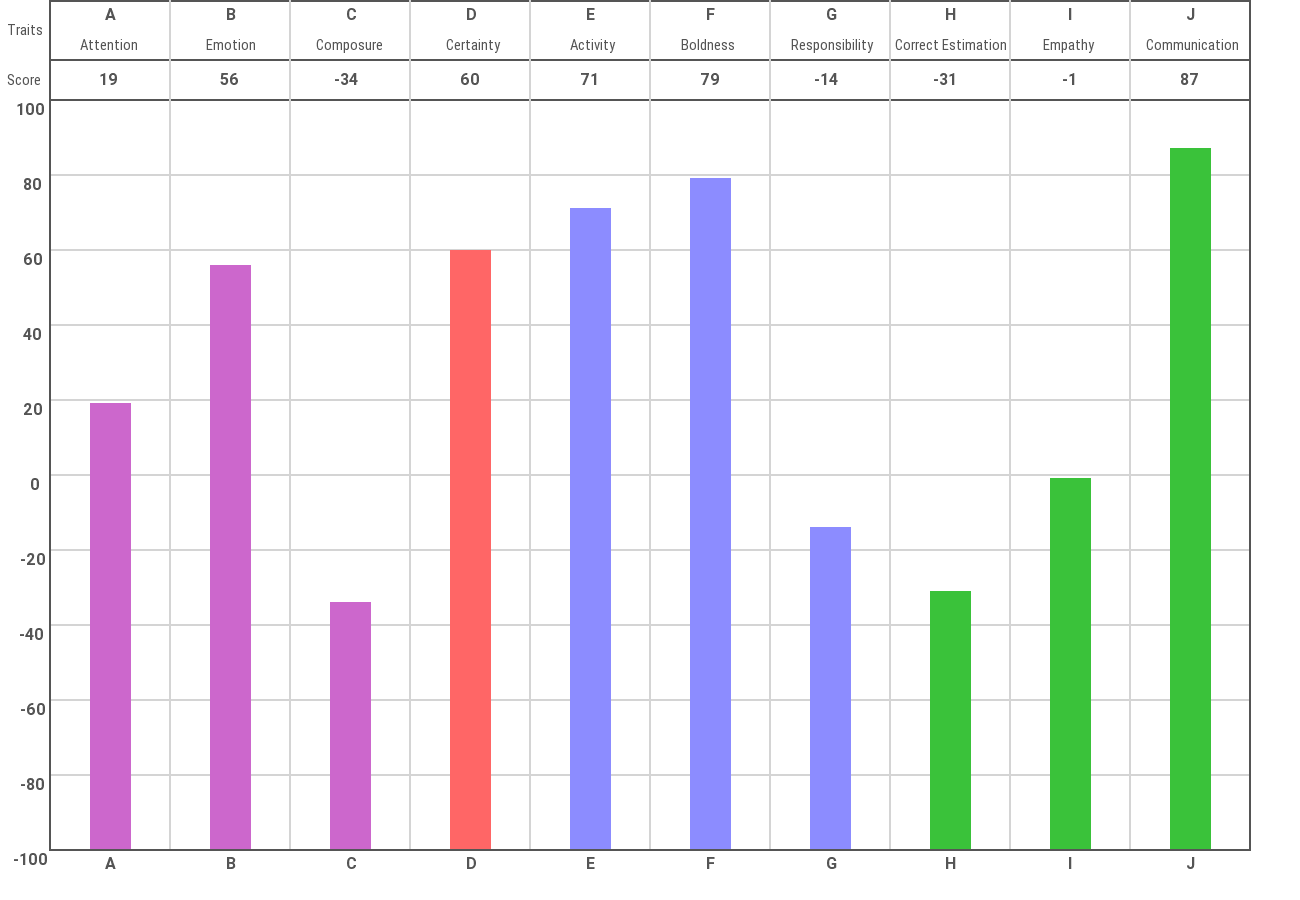 A B C D E F G H I J
Traits
Attention Emotion Composure Certainty Activity Boldness Responsibility Correct Estimation Empathy Communication
Score 19 56 -34 60 71 79 -14 -31 -1 87
100
80
60
40
20
0
-20
-40
-60
-80
-100
A B C D E F G H I J